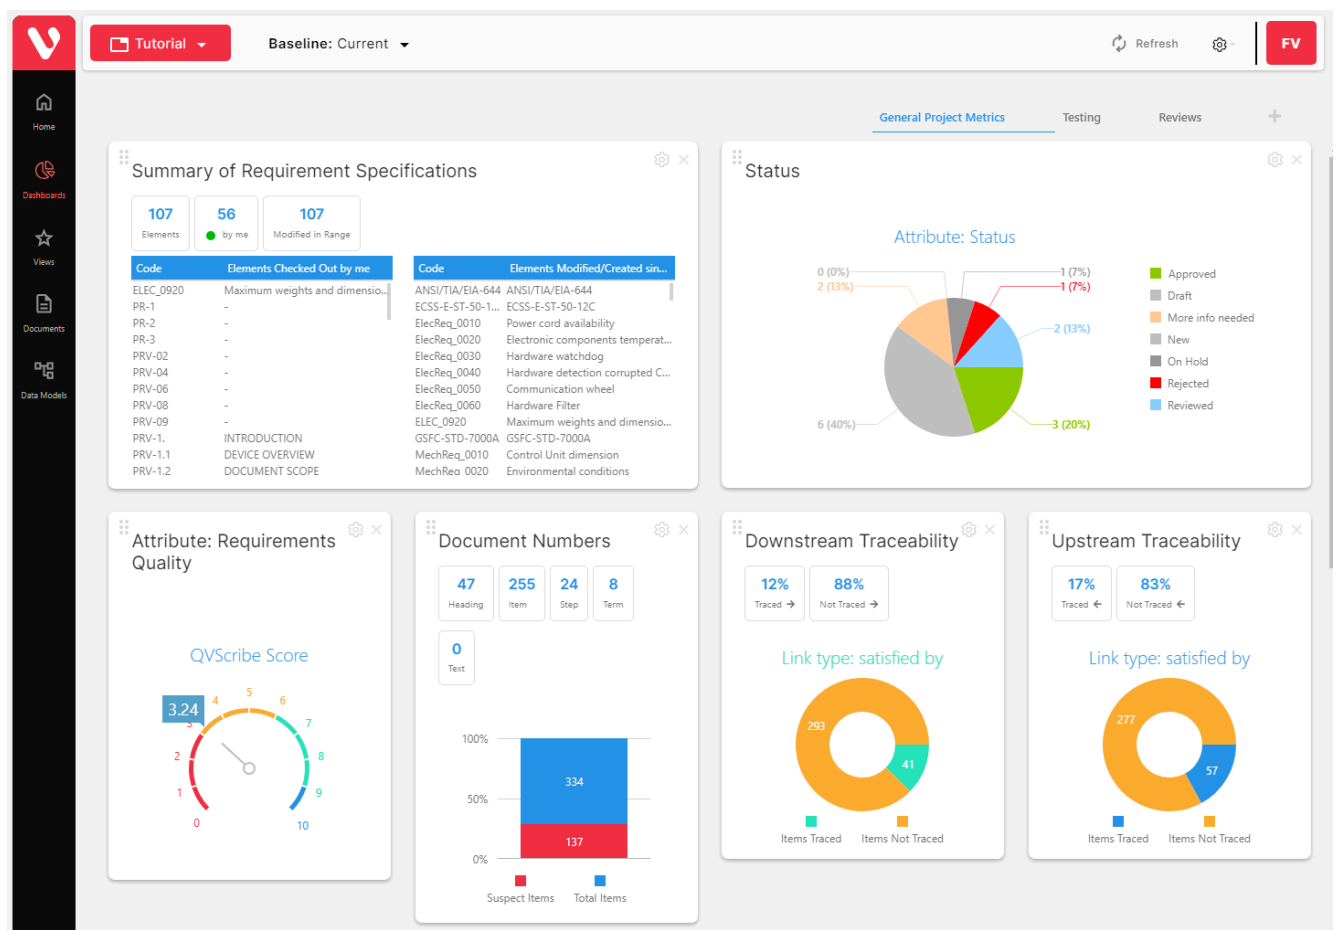 Tutorial
Baseline: Current
Refresh
FV
Home
Dashboards
Views
Documents
Data Models
General Project Metrics
Testing
Reviews
Summary of Requirement Specifications
107
Elements
56
by me
107
Modified in Range
Code Elements Checked Out by me
ELEC_0920 Maximum weights and dimensio...
PR-1 -
PR-2 -
PR-3 -
PRV-02 -
PRV-04 -
PRV-06 -
PRV-08 -
PRV-09 -
PRV-1. INTRODUCTION
PRV-1.1 DEVICE OVERVIEW
PRV-1.2 DOCUMENT SCOPE
Code Elements Modified/Created sin...
ANSI/TIA/EIA-644 ANSI/TIA/EIA-644
ECSS-E-ST-50-1... ECSS-E-ST-50-12C
ElecReq_0010 Power cord availability
ElecReq_0020 Electronic components temperat...
ElecReq_0030 Hardware watchdog
ElecReq_0040 Hardware detection corrupted C...
ElecReq_0050 Communication wheel
ElecReq_0060 Hardware Filter
ELEC_0920 Maximum weights and dimensio...
GSFC-STD-7000A GSFC-STD-7000A
MechReq_0010 Control Unit dimension
MechReq_0020 Environmental conditions
Status
Attribute: Status
0 (0%)
1 (7%)
2 (13%)
1 (7%)
2 (13%)
6 (40%)
3 (20%)
Approved
Draft
More info needed
New
On Hold
Rejected
Reviewed
Attribute: Requirements
Quality
QVScribe Score
3.24
0
1
2
3
4
5
6
7
8
9
10
Document Numbers
47
Heading
255
Item
24
Step
8
Term
0
Text
100%
50%
0%
334
137
Suspect Items
Total Items
Downstream Traceability
12%
Traced →
88%
Not Traced →
Link type: satisfied by
293
41
Items Traced
Items Not Traced
Upstream Traceability
17%
Traced ←
83%
Not Traced ←
Link type: satisfied by
277
57
Items Traced
Items Not Traced